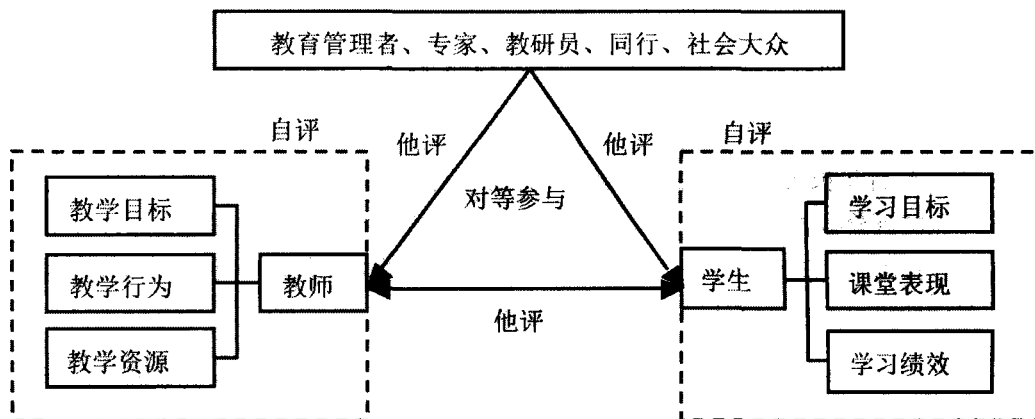 教育管理者、专家、教研员、同行、社会大众
自评
他评
他评
自评
对等参与
教学目标
教学行为
教学资源
教师
他评
学生
学习目标
课堂表现
学习绩效